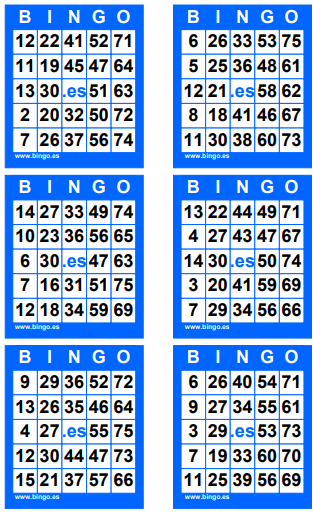 B I N G O
12 22 41 52 71
11 19 45 47 64
13 30 .es 51 63
2 20 32 50 72
7 26 37 56 74
www.bingo.es
B I N G O
6 26 33 53 75
5 25 36 48 61
12 21 .es 58 62
8 18 41 46 67
11 30 38 60 73
www.bingo.es
B I N G O
14 27 33 49 74
10 23 36 56 65
6 30 .es 47 63
7 16 31 51 75
12 18 34 59 69
www.bingo.es
B I N G O
13 22 44 49 71
4 27 43 47 67
14 30 .es 50 74
3 20 41 59 69
7 29 34 56 66
www.bingo.es
B I N G O
9 29 36 52 72
13 26 35 46 64
4 27 .es 55 75
12 30 44 47 73
15 21 37 57 66
www.bingo.es
B I N G O
6 26 40 54 71
9 27 34 55 61
3 29 .es 53 73
7 19 33 60 70
11 25 39 56 69
www.bingo.es